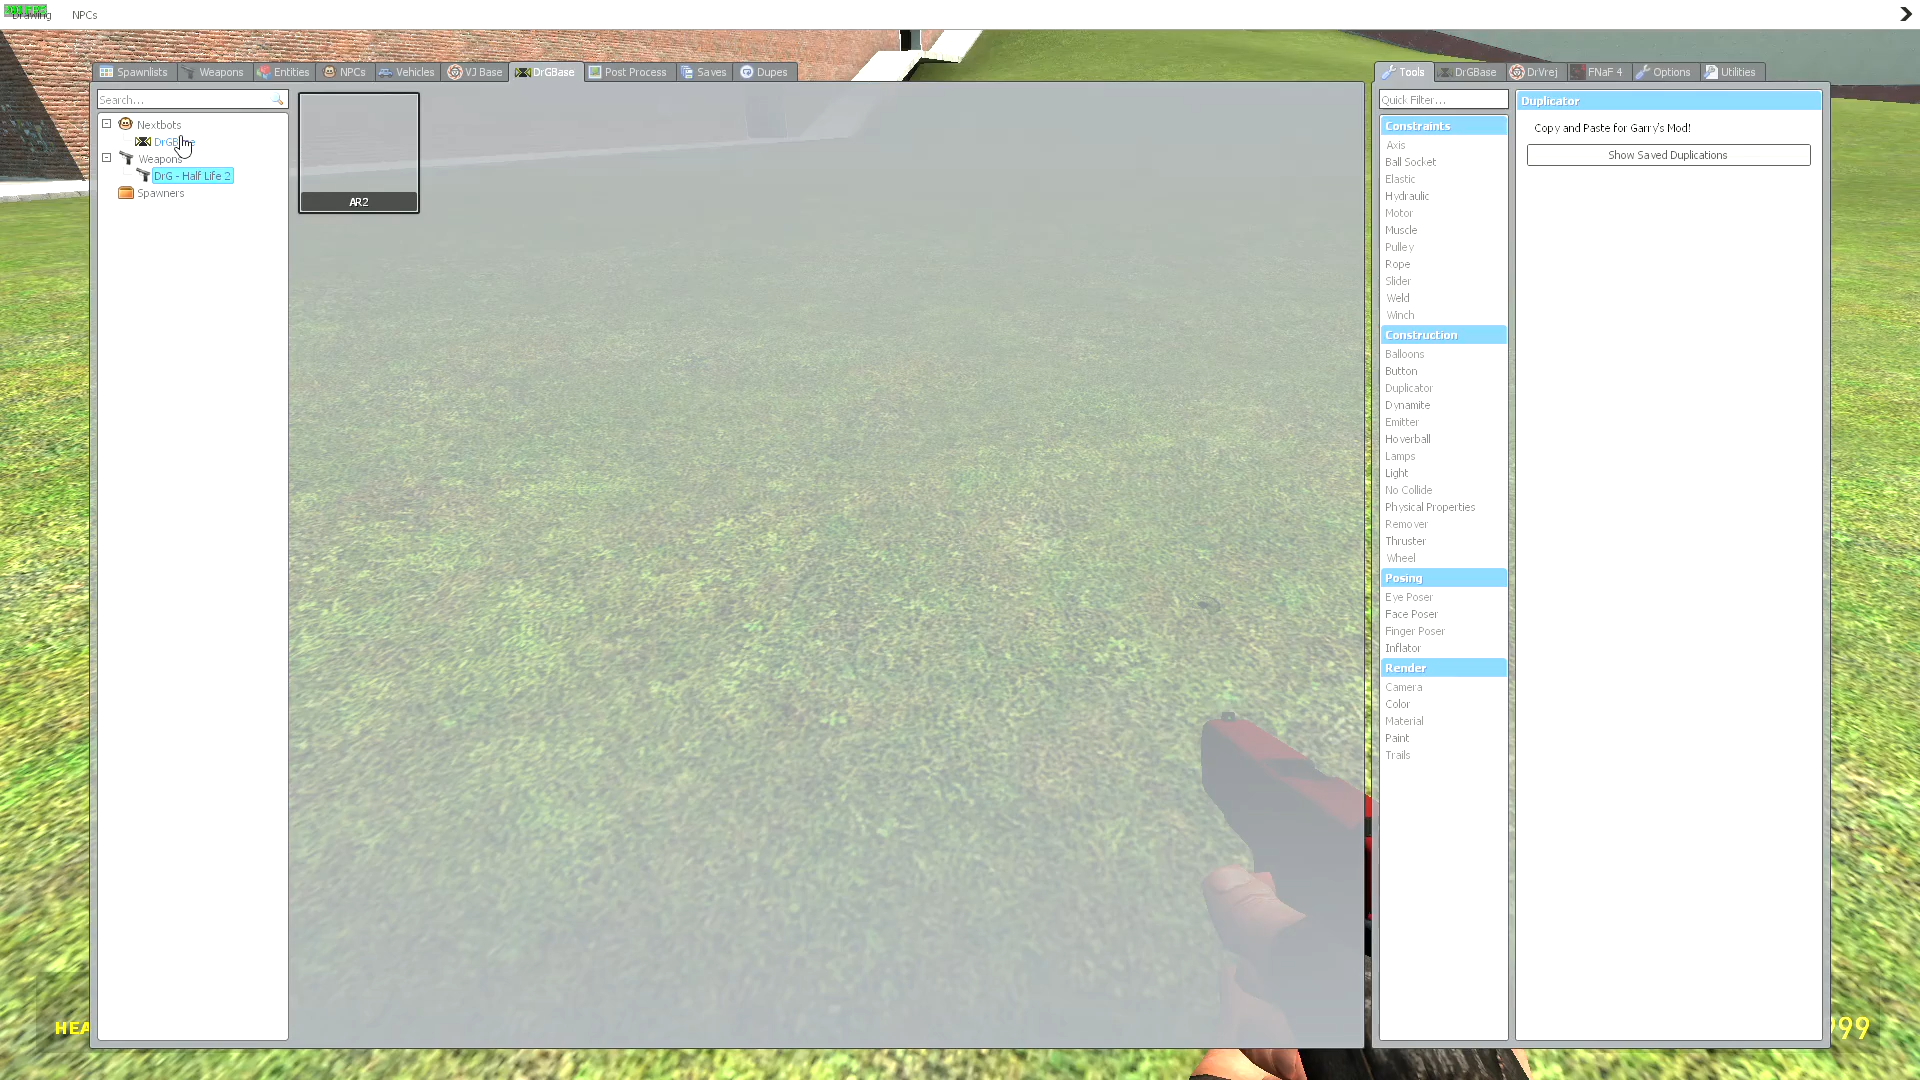 Drawing NPCs
Spawnlists Weapons Entities NPCs Vehicles VJ Base DrGBase Post Process Saves Dupes
Tools DrGBase DrVrej FNaF 4 Options Utilities
Search...
Nextbots
DrGBase
Weapons
DrG - Half Life 2
Spawners
AR2
Quick Filter...
Constraints
Axis
Ball Socket
Elastic
Hydraulic
Motor
Muscle
Pulley
Rope
Slider
Weld
Winch
Construction
Balloons
Button
Duplicator
Dynamite
Emitter
Hoverball
Lamps
Light
No Collide
Physical Properties
Remover
Thruster
Wheel
Posing
Eye Poser
Face Poser
Finger Poser
Inflator
Render
Camera
Color
Material
Paint
Trails
Duplicator
Copy and Paste for Garry's Mod!
Show Saved Duplications
HEA
999